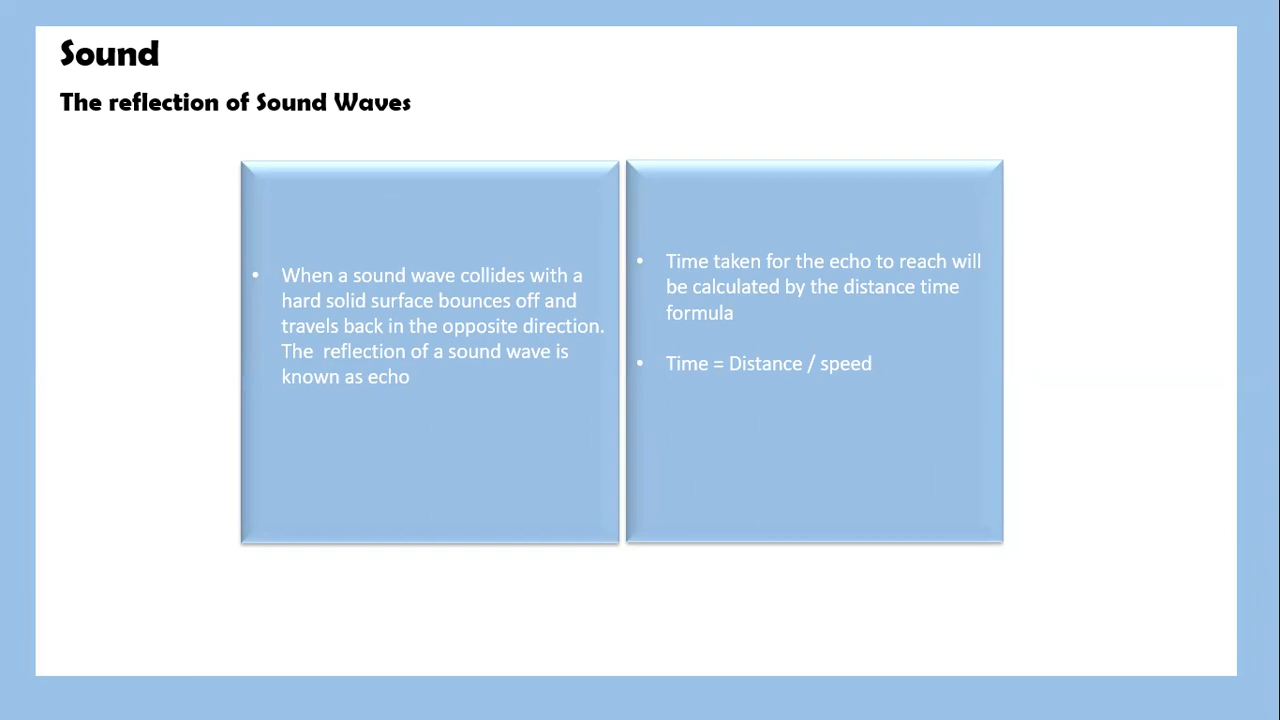 Sound
The reflection of Sound Waves
• When a sound wave collides with a
hard solid surface bounces off and
travels back in the opposite direction.
The  reflection of a sound wave is
known as echo
• Time taken for the echo to reach will
be calculated by the distance time
formula
• Time = Distance / speed